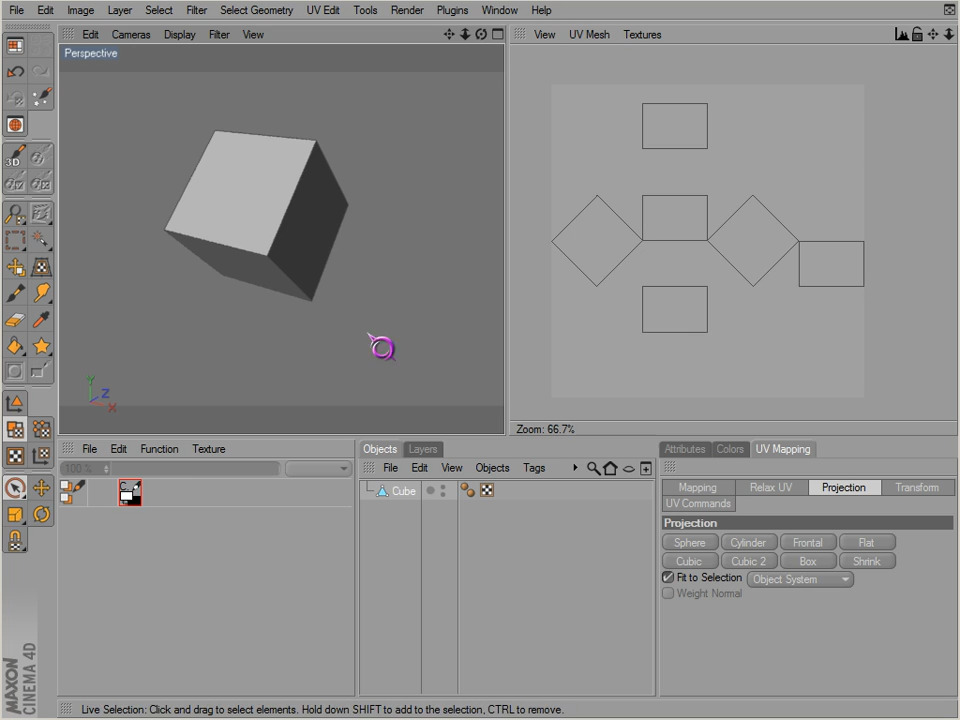 File Edit Image Layer Select Filter Select Geometry UV Edit Tools Render Plugins Window Help
Edit Cameras Display Filter View
View UV Mesh Textures
Perspective
3D
Y
Z
X
Zoom: 66.7%
File Edit Function Texture
100 %
Objects Layers
File Edit View Objects Tags
Cube
Attributes Colors UV Mapping
Mapping Relax UV Projection Transform
UV Commands
Projection
Sphere Cylinder Frontal Flat
Cubic Cubic 2 Box Shrink
Fit to Selection Object System
Weight Normal
MAXON
CINEMA 4D
Live Selection: Click and drag to select elements. Hold down SHIFT to add to the selection, CTRL to remove.